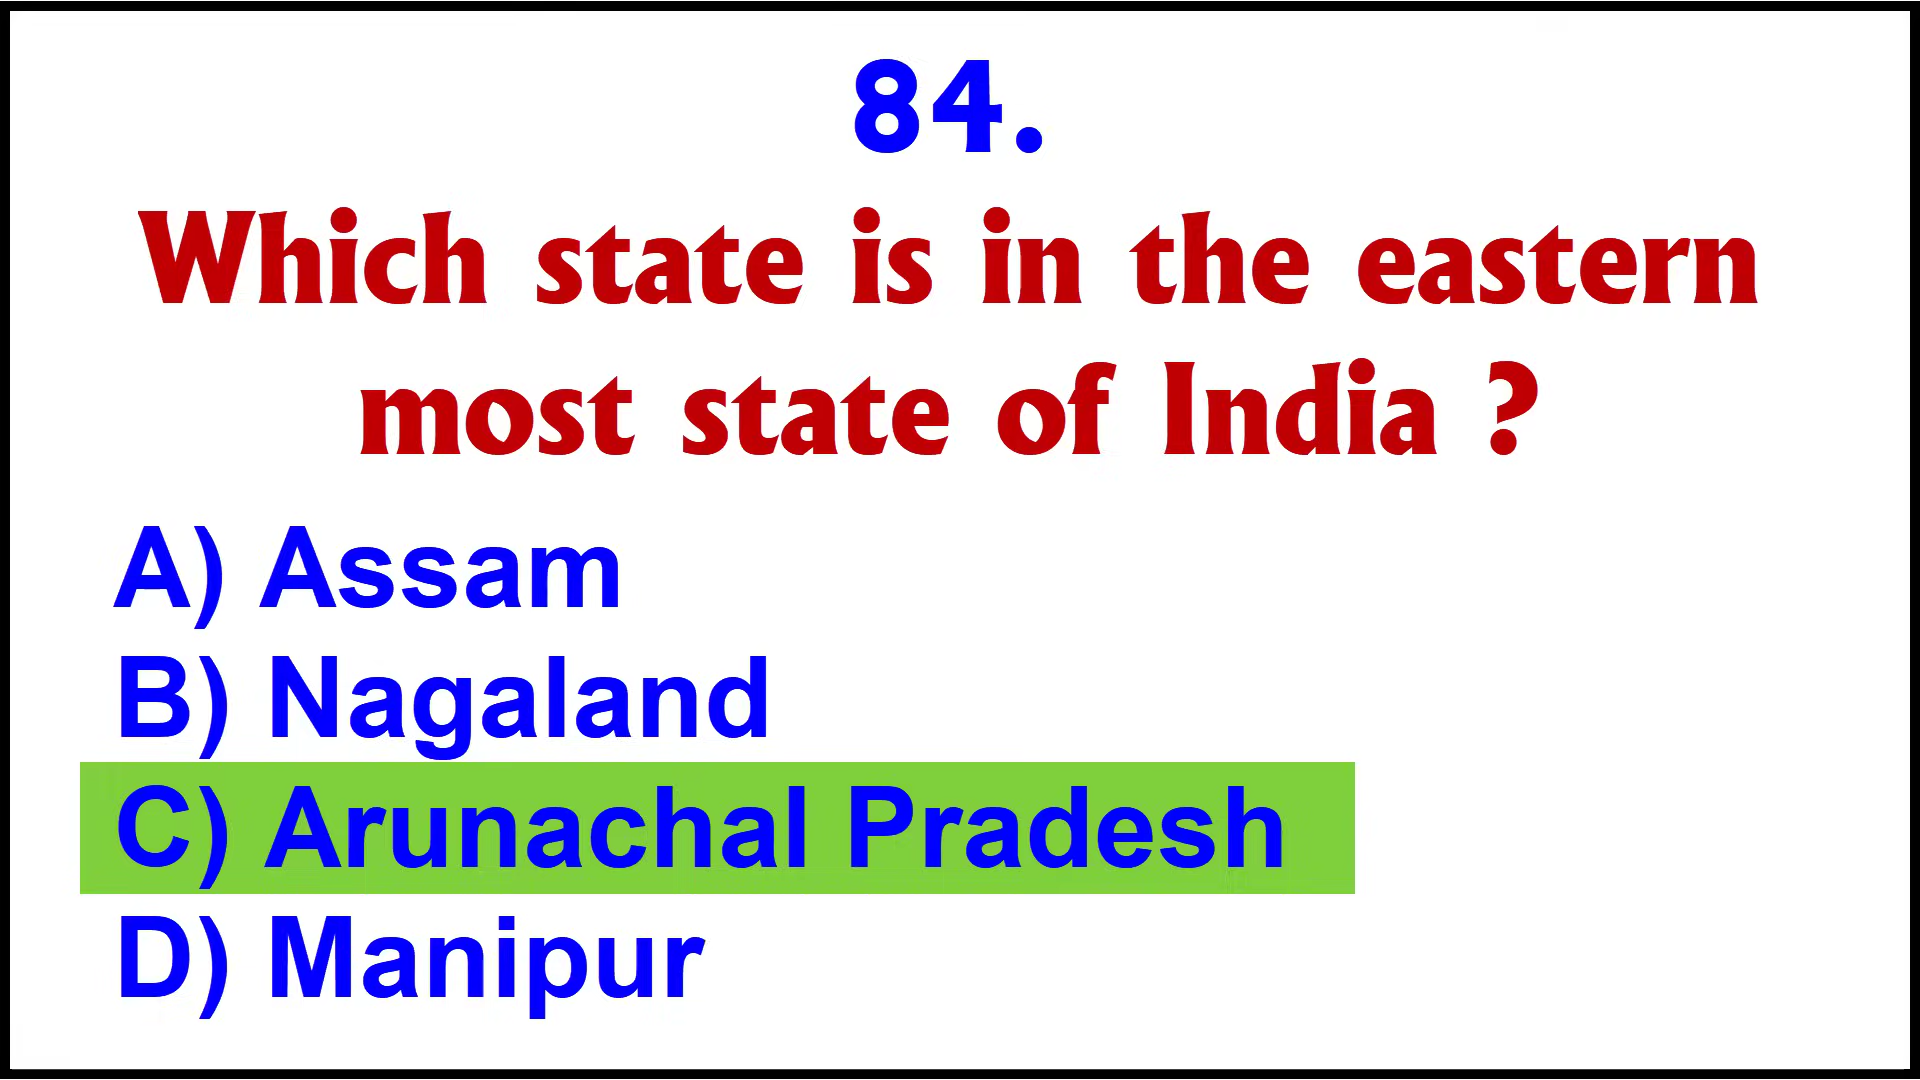 84.
Which state is in the eastern
most state of India ?
A) Assam
B) Nagaland
C) Arunachal Pradesh
D) Manipur